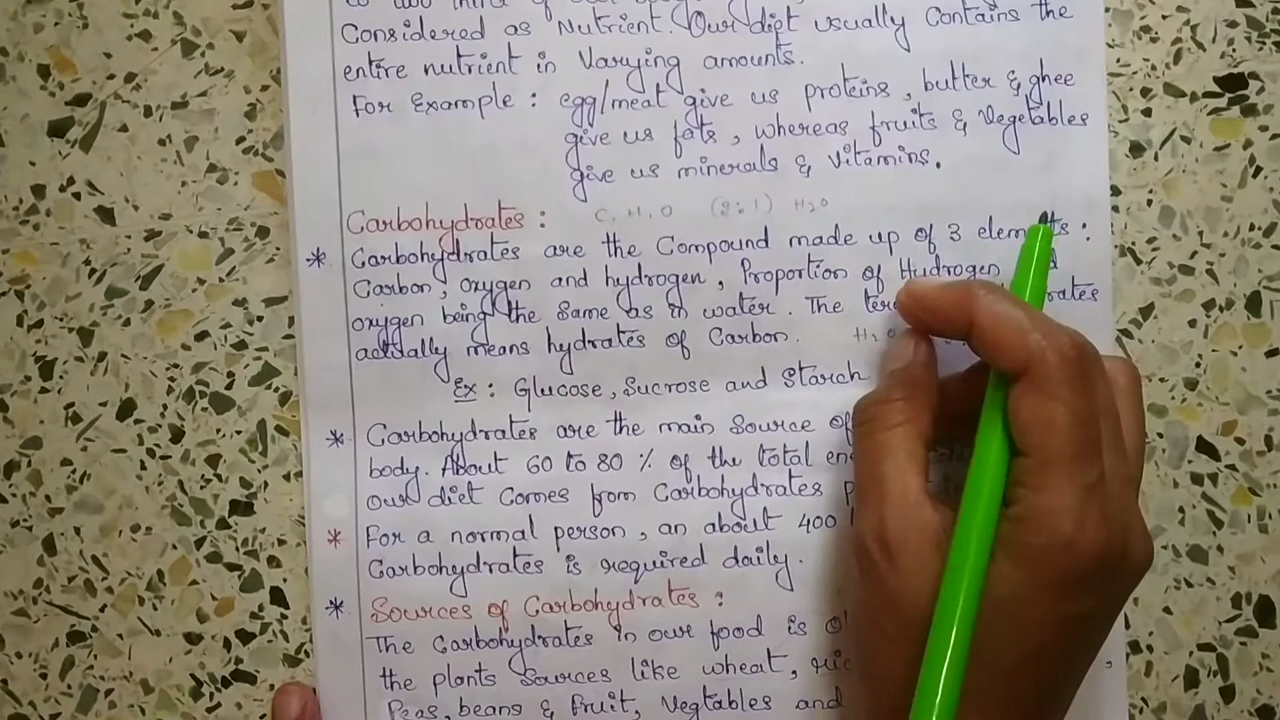 Considered as Nutrient. Our diet usually Contains the
entire nutrient in Varying amounts.
For Example : egg/meat give us proteins, butter & ghee
give us fats, whereas fruits & Vegetables
give us minerals & Vitamins.
Carbohydrates : C, H, O (2:1) H₂O
* Carbohydrates are the Compound made up of 3 :
Carbon, oxygen and hydrogen, Proportion of Hydrogen
oxygen being the Same as in water. The
actually means hydrates of Carbon. H₂O
Ex : Glucose, Sucrose and Starch
* Carbohydrates are the main Source of
body. About 60 to 80 % of the total
Our diet Comes from Carbohydrates
* For a normal person, an about 400
Carbohydrates is required daily.
* Sources of Carbohydrates :
The Carbohydrates in our food is
the plants Sources like wheat,
Peas, beans & fruit, Vegtables and